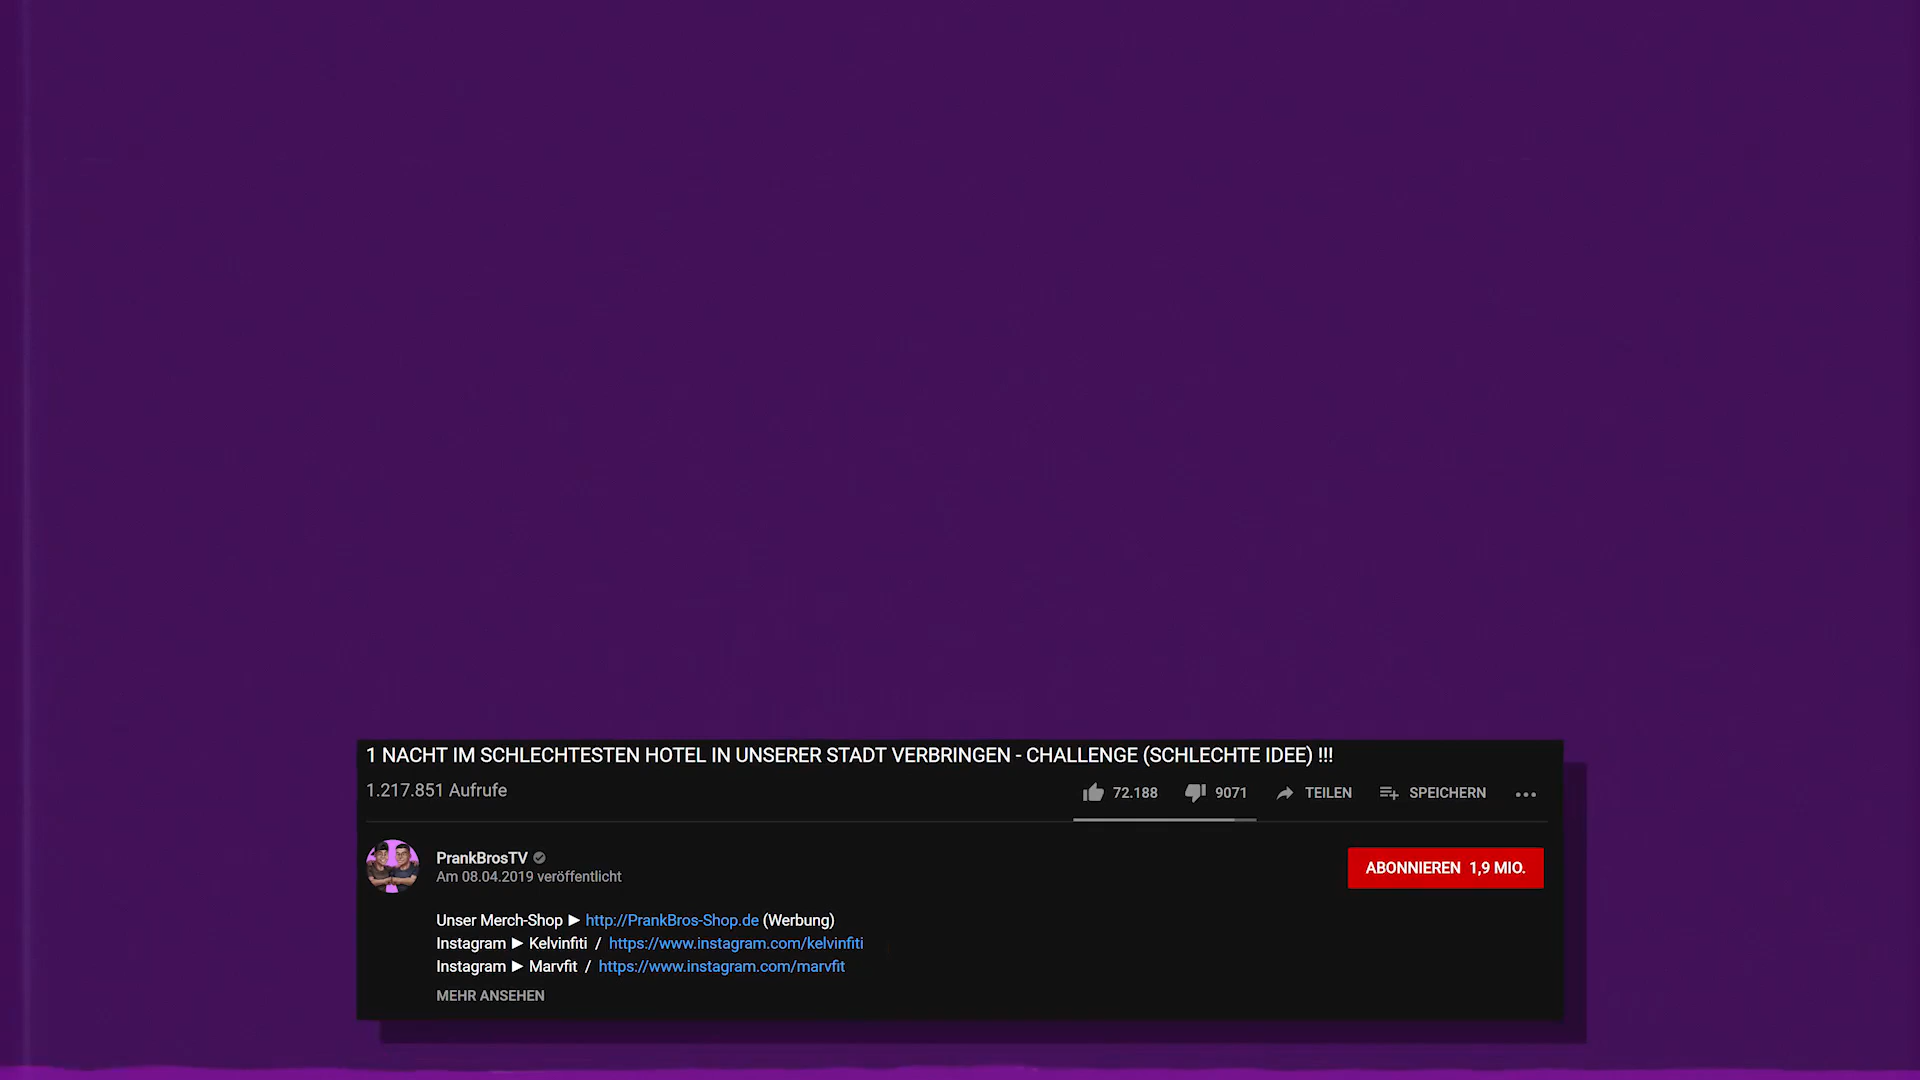 1 NACHT IM SCHLECHTESTEN HOTEL IN UNSERER STADT VERBRINGEN - CHALLENGE (SCHLECHTE IDEE) !!!
1.217.851 Aufrufe
72.188 9071 TEILEN SPEICHERN
PrankBrosTV
Am 08.04.2019 veröffentlicht
ABONNIEREN 1,9 MIO.
Unser Merch-Shop ► http://PrankBros-Shop.de (Werbung)
Instagram ► Kelvinfiti / https://www.instagram.com/kelvinfiti
Instagram ► Marvfit / https://www.instagram.com/marvfit
MEHR ANSEHEN